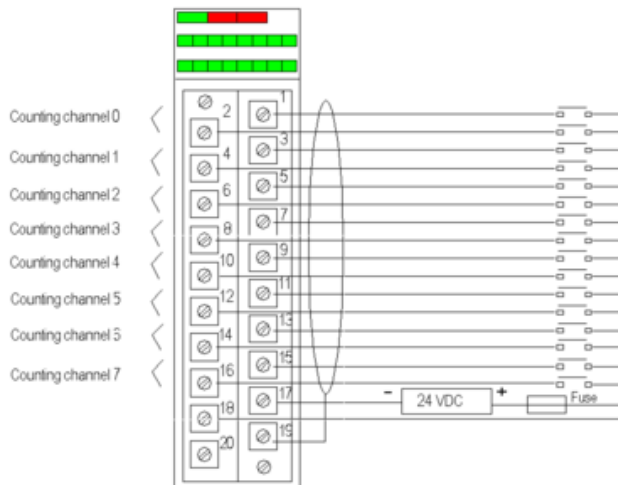 Counting channel 0
Counting channel 1
Counting channel 2
Counting channel 3
Counting channel 4
Counting channel 5
Counting channel 6
Counting channel 7
1
2
3
4
5
6
7
8
9
10
11
12
13
14
15
16
17
18
19
20
- 24 VDC + Fuse